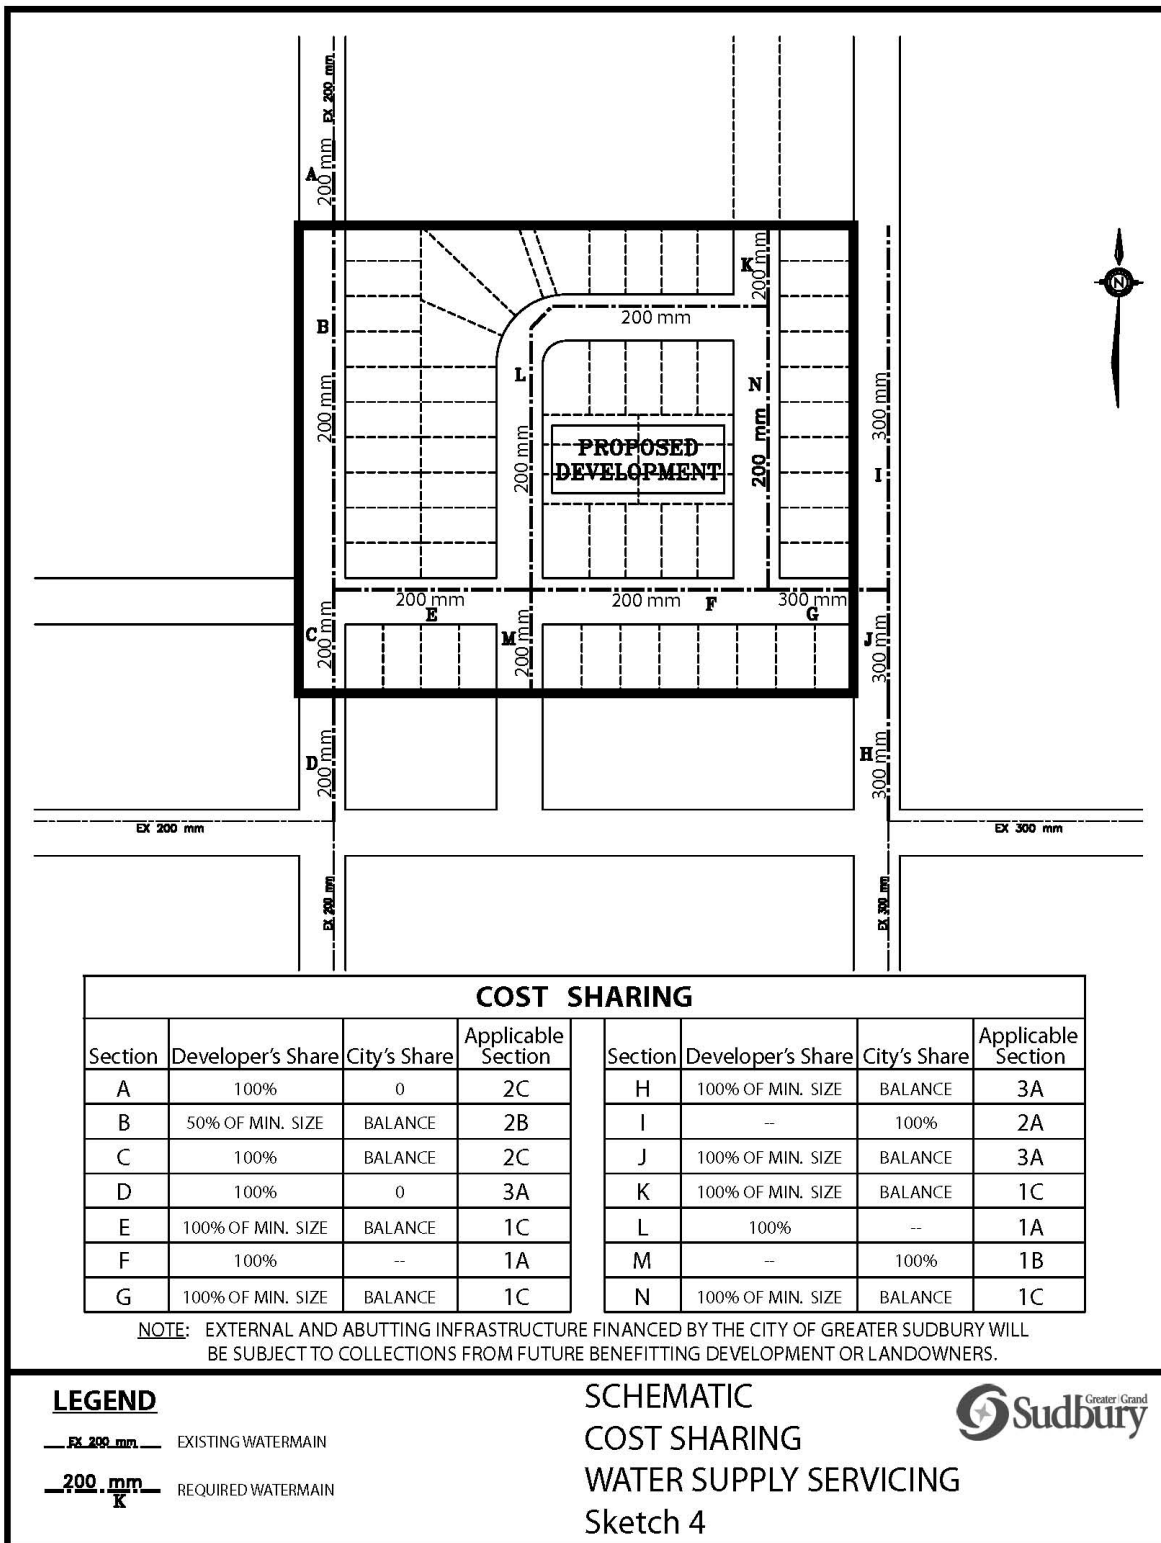 EX 200 mm
A
200 mm
K
200 mm
B
200 mm
L
N
200 mm
300 mm
200 mm
PROPOSED
DEVELOPMENT
200 mm
I
N
200 mm
200 mm
300 mm
E
F
G
C
200 mm
M
200 mm
J
300 mm
D
200 mm
H
300 mm
EX 200 mm
EX 300 mm
EX 200 mm
EX 300 mm
COST SHARING
Section Developer's Share City's Share Applicable Section Section Developer's Share City's Share Applicable Section
A 100% 0 2C H 100% OF MIN. SIZE BALANCE 3A
B 50% OF MIN. SIZE BALANCE 2B I -- 100% 2A
C 100% BALANCE 2C J 100% OF MIN. SIZE BALANCE 3A
D 100% 0 3A K 100% OF MIN. SIZE BALANCE 1C
E 100% OF MIN. SIZE BALANCE 1C L 100% -- 1A
F 100% -- 1A M -- 100% 1B
G 100% OF MIN. SIZE BALANCE 1C N 100% OF MIN. SIZE BALANCE 1C
NOTE: EXTERNAL AND ABUTTING INFRASTRUCTURE FINANCED BY THE CITY OF GREATER SUDBURY WILL
BE SUBJECT TO COLLECTIONS FROM FUTURE BENEFITTING DEVELOPMENT OR LANDOWNERS.
LEGEND
EX 200 mm EXISTING WATERMAIN
200 mm
K
REQUIRED WATERMAIN
SCHEMATIC
COST SHARING
WATER SUPPLY SERVICING
Sketch 4
Greater | Grand
Sudbury